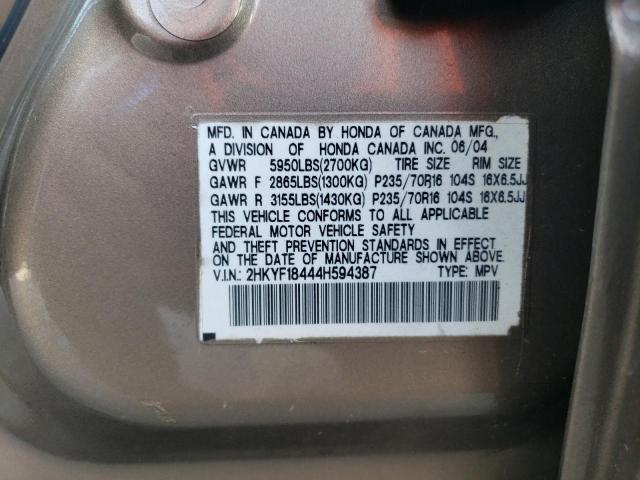 MFD. IN CANADA BY HONDA OF CANADA MFG.,
A DIVISION OF HONDA CANADA INC. 06/04
GVWR 5950LBS(2700KG) TIRE SIZE RIM SIZE
GAWR F 2865LBS(1300KG) P235/70R16 104S 16X6.5JJ
GAWR R 3155LBS(1430KG) P235/70R16 104S 16X6.5JJ
THIS VEHICLE CONFORMS TO ALL APPLICABLE
FEDERAL MOTOR VEHICLE SAFETY
AND THEFT PREVENTION STANDARDS IN EFFECT
ON THE DATE OF MANUFACTURE SHOWN ABOVE.
V.I.N.: 2HKYF18444H594387 TYPE: MPV